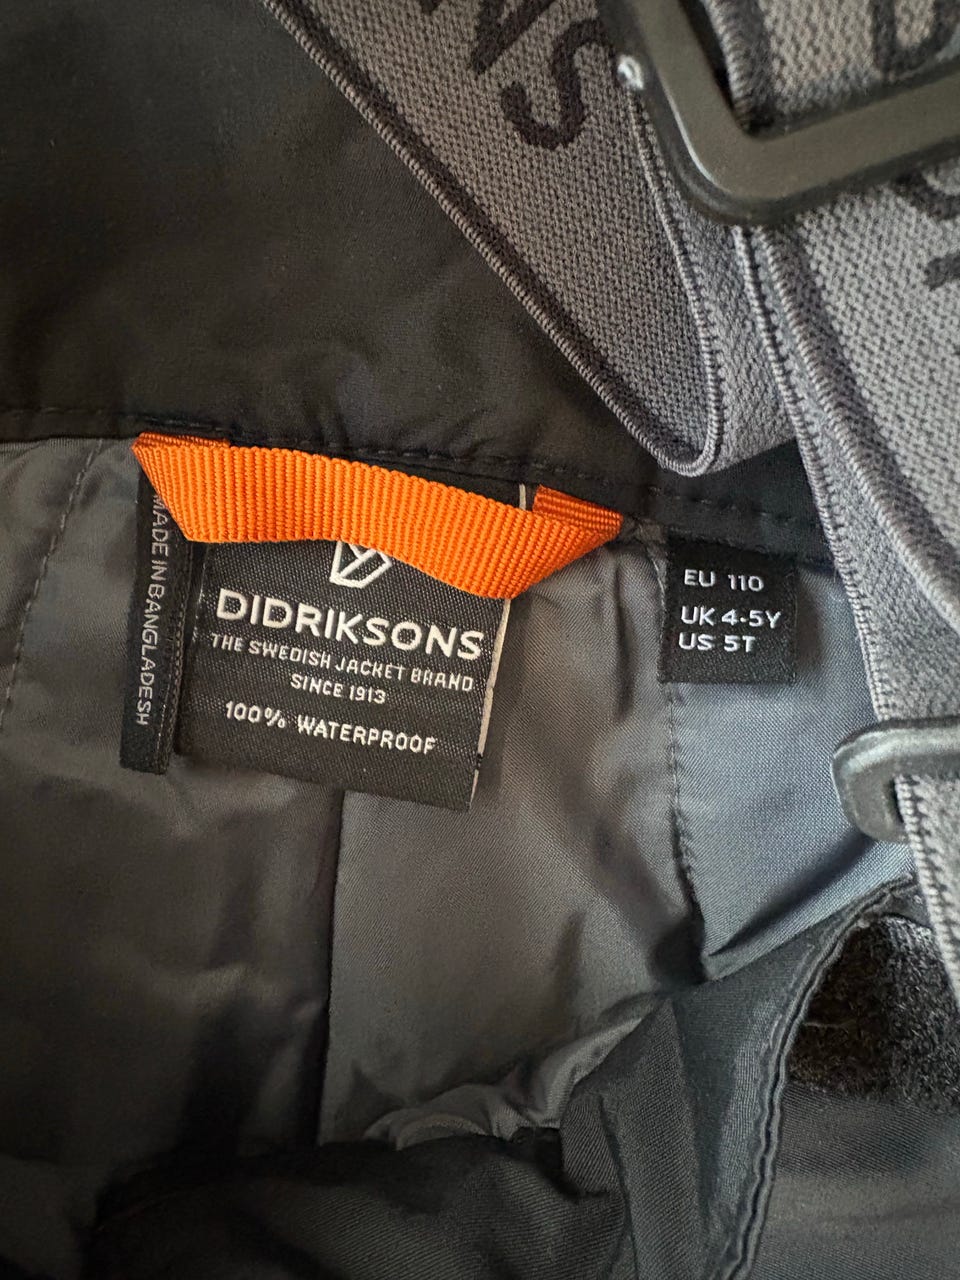 NS
MADE IN BANGLADESH
DIDRIKSONS
THE SWEDISH JACKET BRAND
SINCE 1913
100% WATERPROOF
EU 110
UK 4-5Y
US 5T